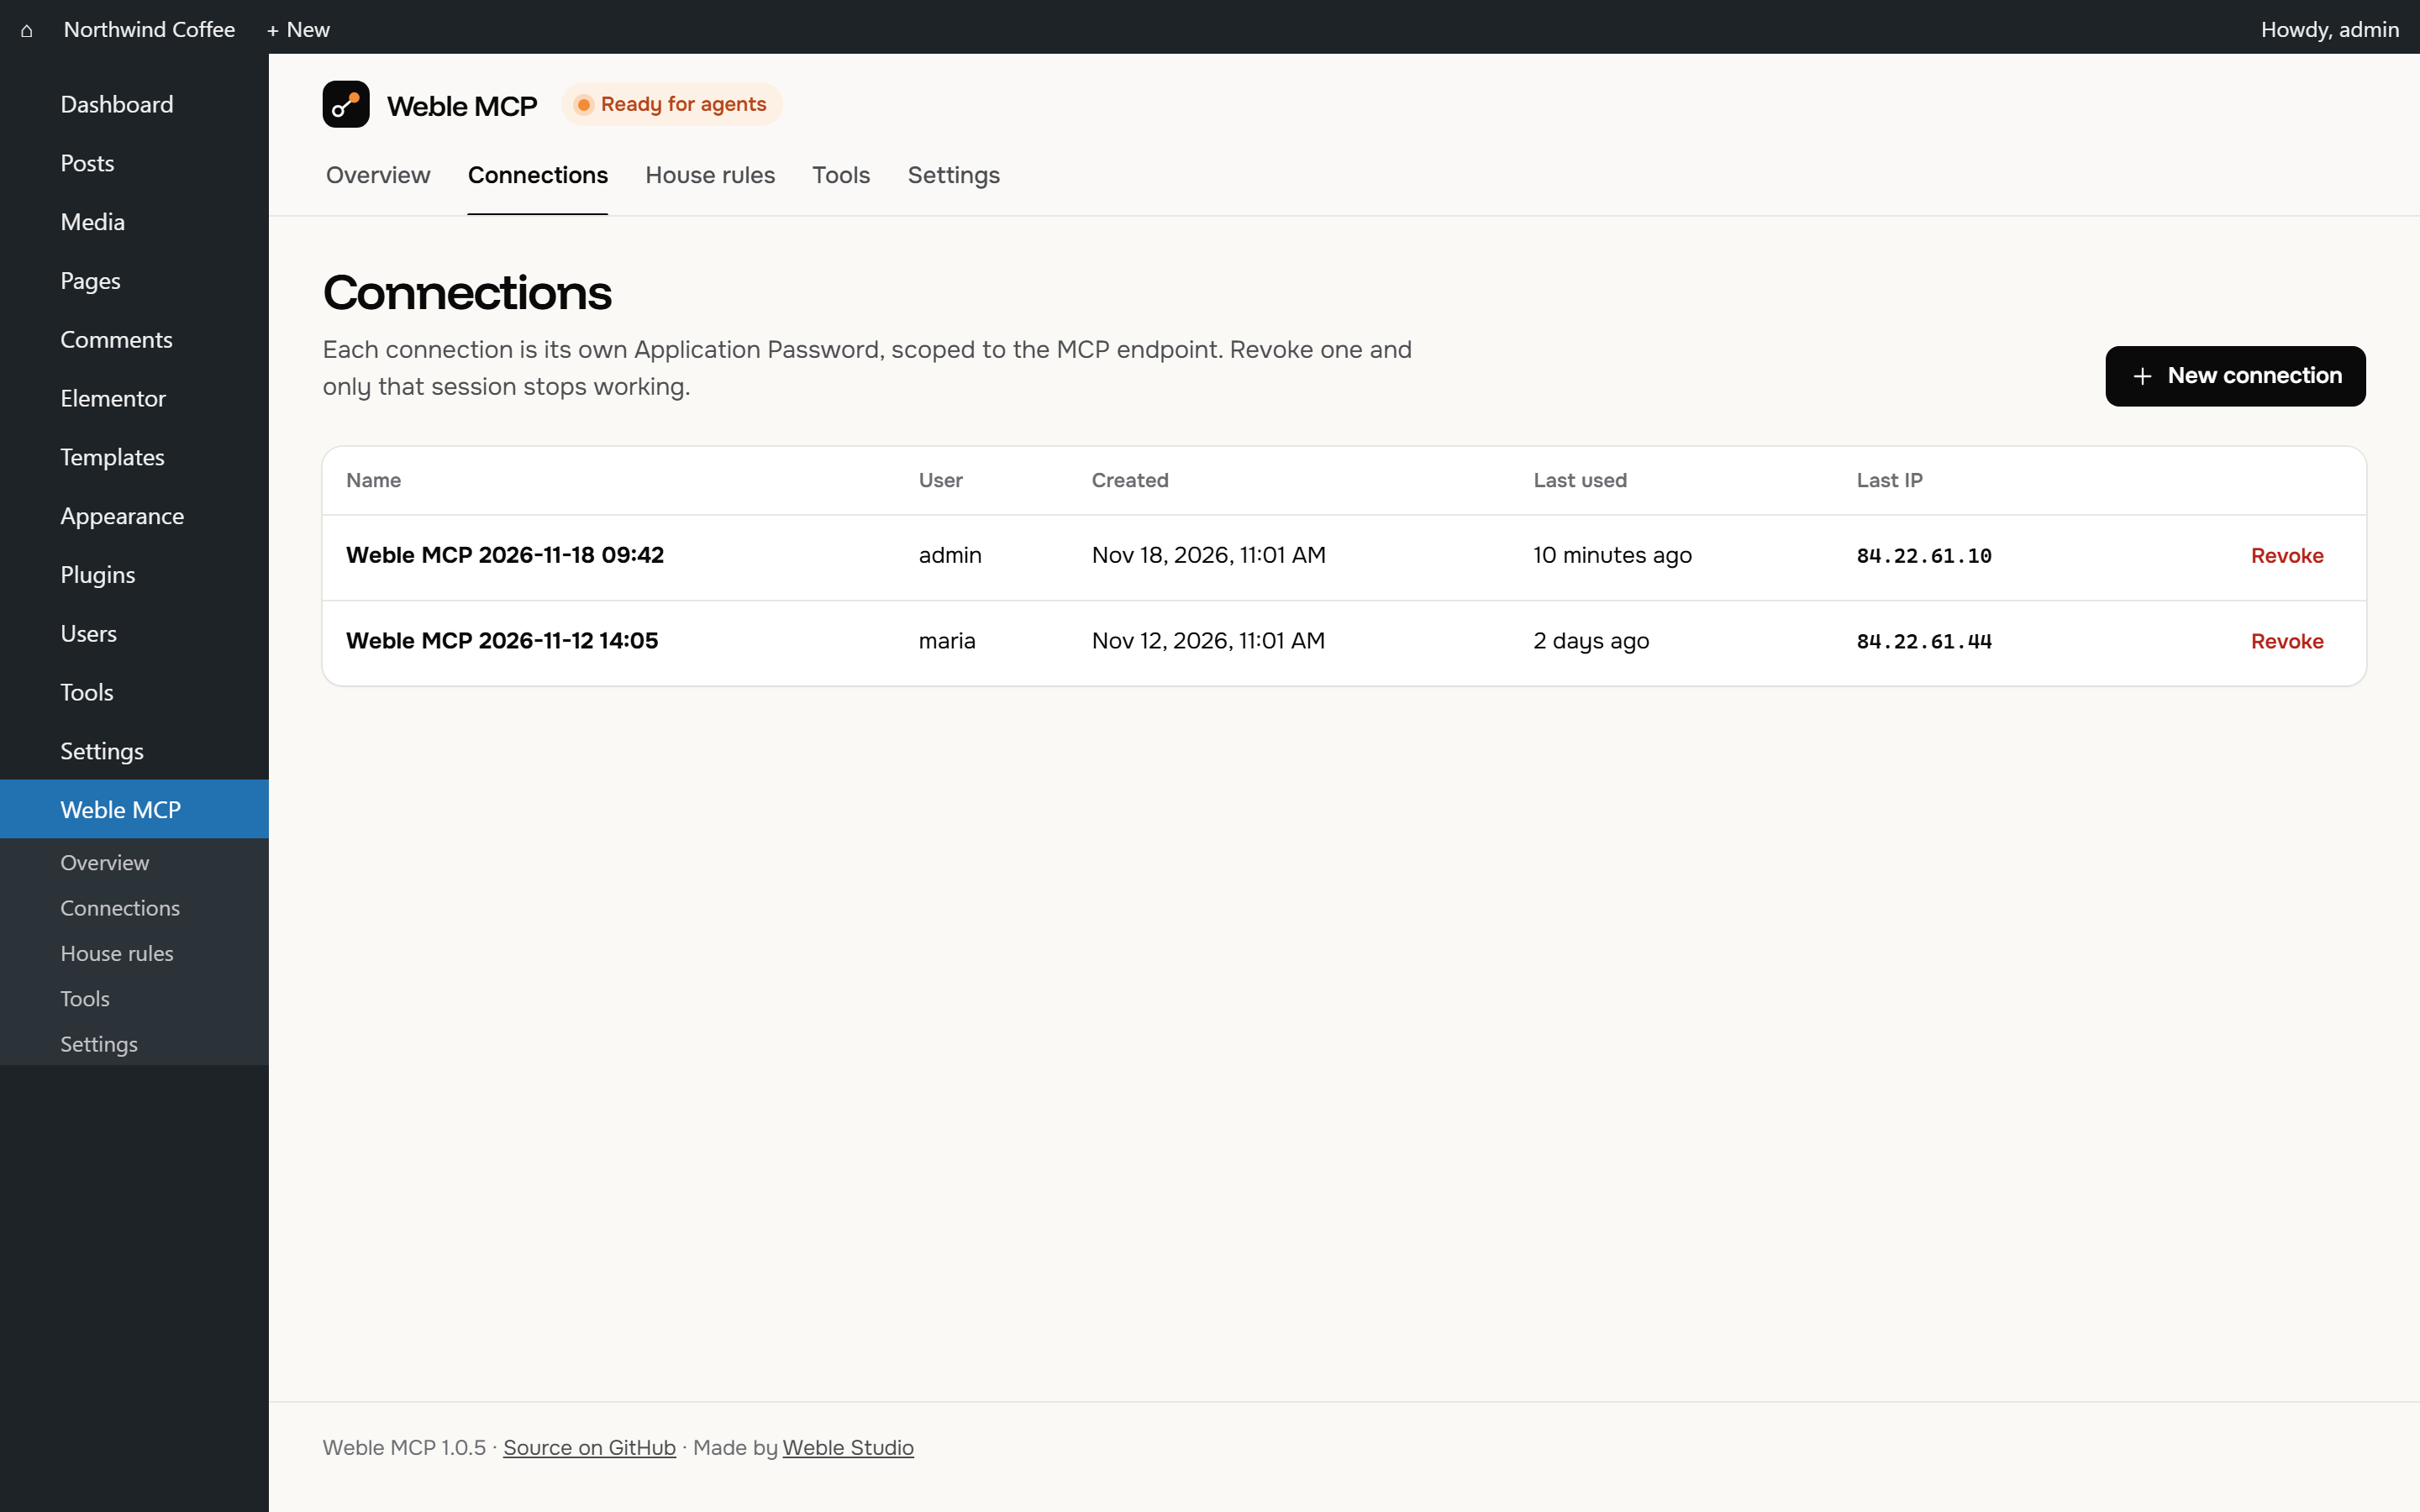 Northwind Coffee + New Howdy, admin
Dashboard
Posts
Media
Pages
Comments
Elementor
Templates
Appearance
Plugins
Users
Tools
Settings
Weble MCP
Overview
Connections
House rules
Tools
Settings
Weble MCP Ready for agents
Overview Connections House rules Tools Settings
Connections
Each connection is its own Application Password, scoped to the MCP endpoint. Revoke one and
only that session stops working.
+ New connection
Name User Created Last used Last IP
Weble MCP 2026-11-18 09:42 admin Nov 18, 2026, 11:01 AM 10 minutes ago 84.22.61.10 Revoke
Weble MCP 2026-11-12 14:05 maria Nov 12, 2026, 11:01 AM 2 days ago 84.22.61.44 Revoke
Weble MCP 1.0.5 · Source on GitHub · Made by Weble Studio